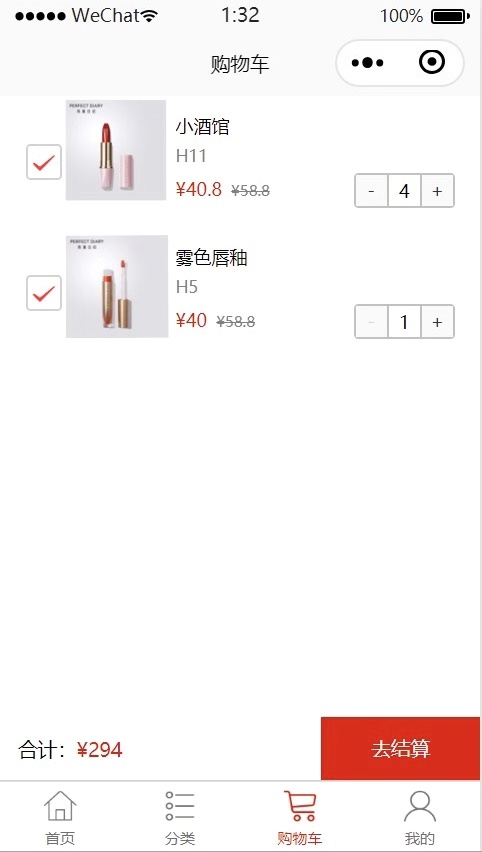 WeChat 1:32 100%
购物车
PERFECT DIARY
小酒馆
H11
¥40.8 ¥58.8
- 4 +
PERFECT DIARY
雾色唇釉
H5
¥40 ¥58.8
- 1 +
合计：¥294
去结算
首页 分类 购物车 我的